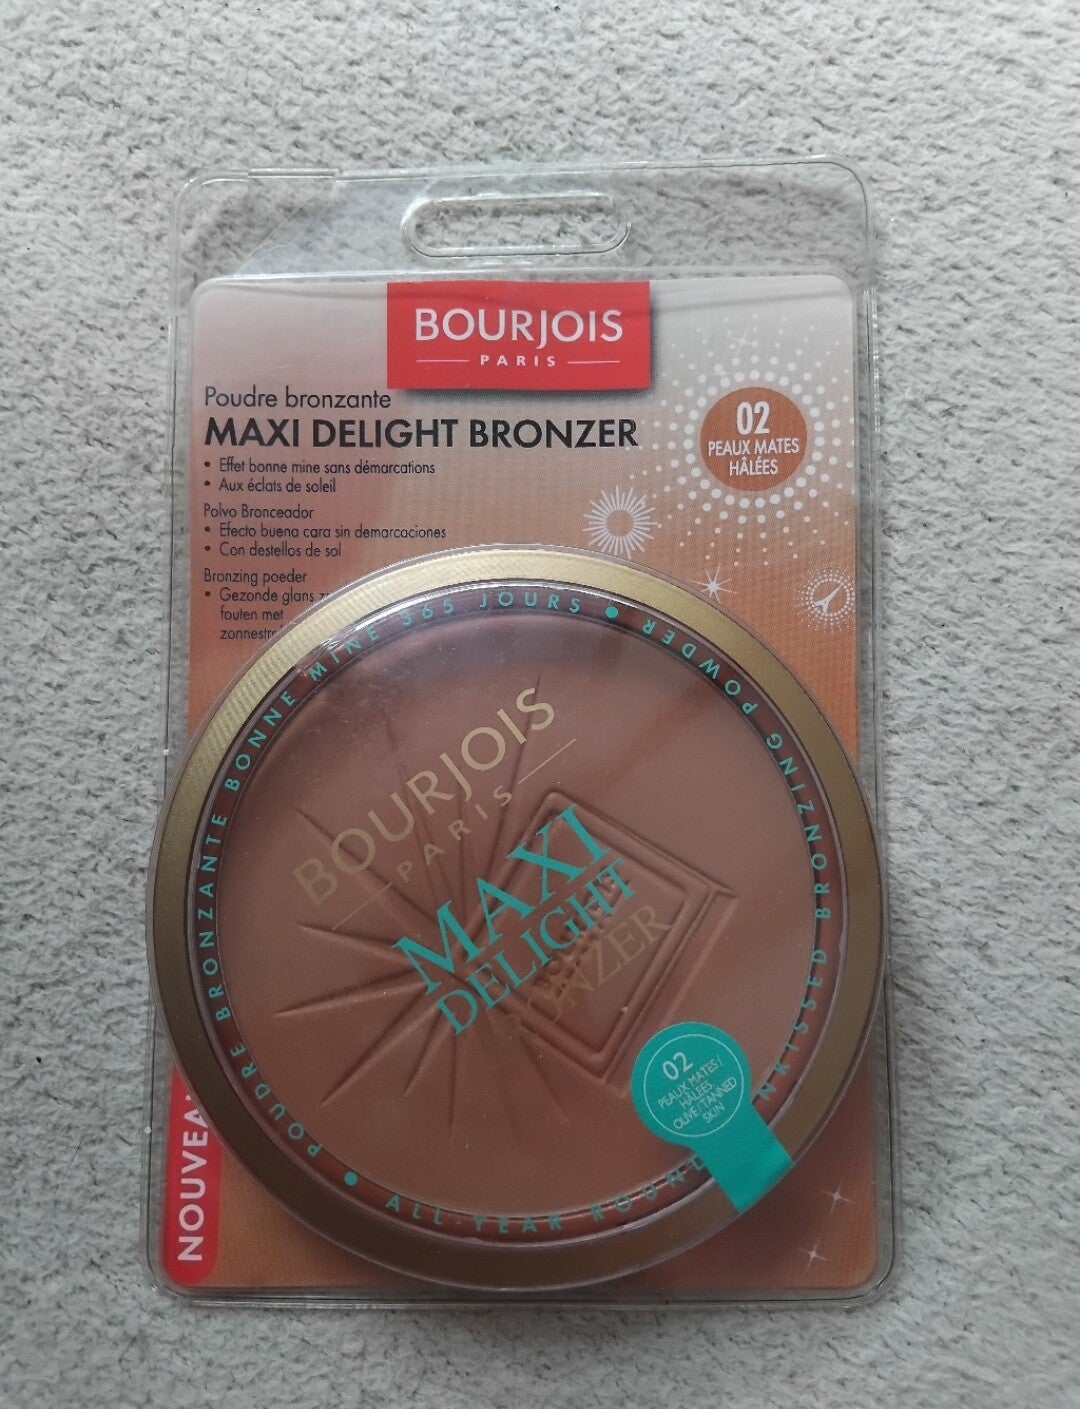 BOURJOIS
PARIS
Poudre bronzante
MAXI DELIGHT BRONZER
• Effet bonne mine sans démarcations
• Aux éclats de soleil
Polvo Bronceador
• Efecto buena cara sin demarcaciones
• Con destellos de sol
Bronzing poeder
• Gezonde glans
fouten met
02
PEAUX MATES
HÂLÉES
POUDRE BRONZANTE BONNE MINE 365 JOURS •
ALL YEAR ROUND
BRONZING POWDER
BOURJOIS
PARIS
MAXI
DELIGHT
BRONZER
02
PEAUX MATES /
HÂLÉES
OLIVE TANNED
SKIN